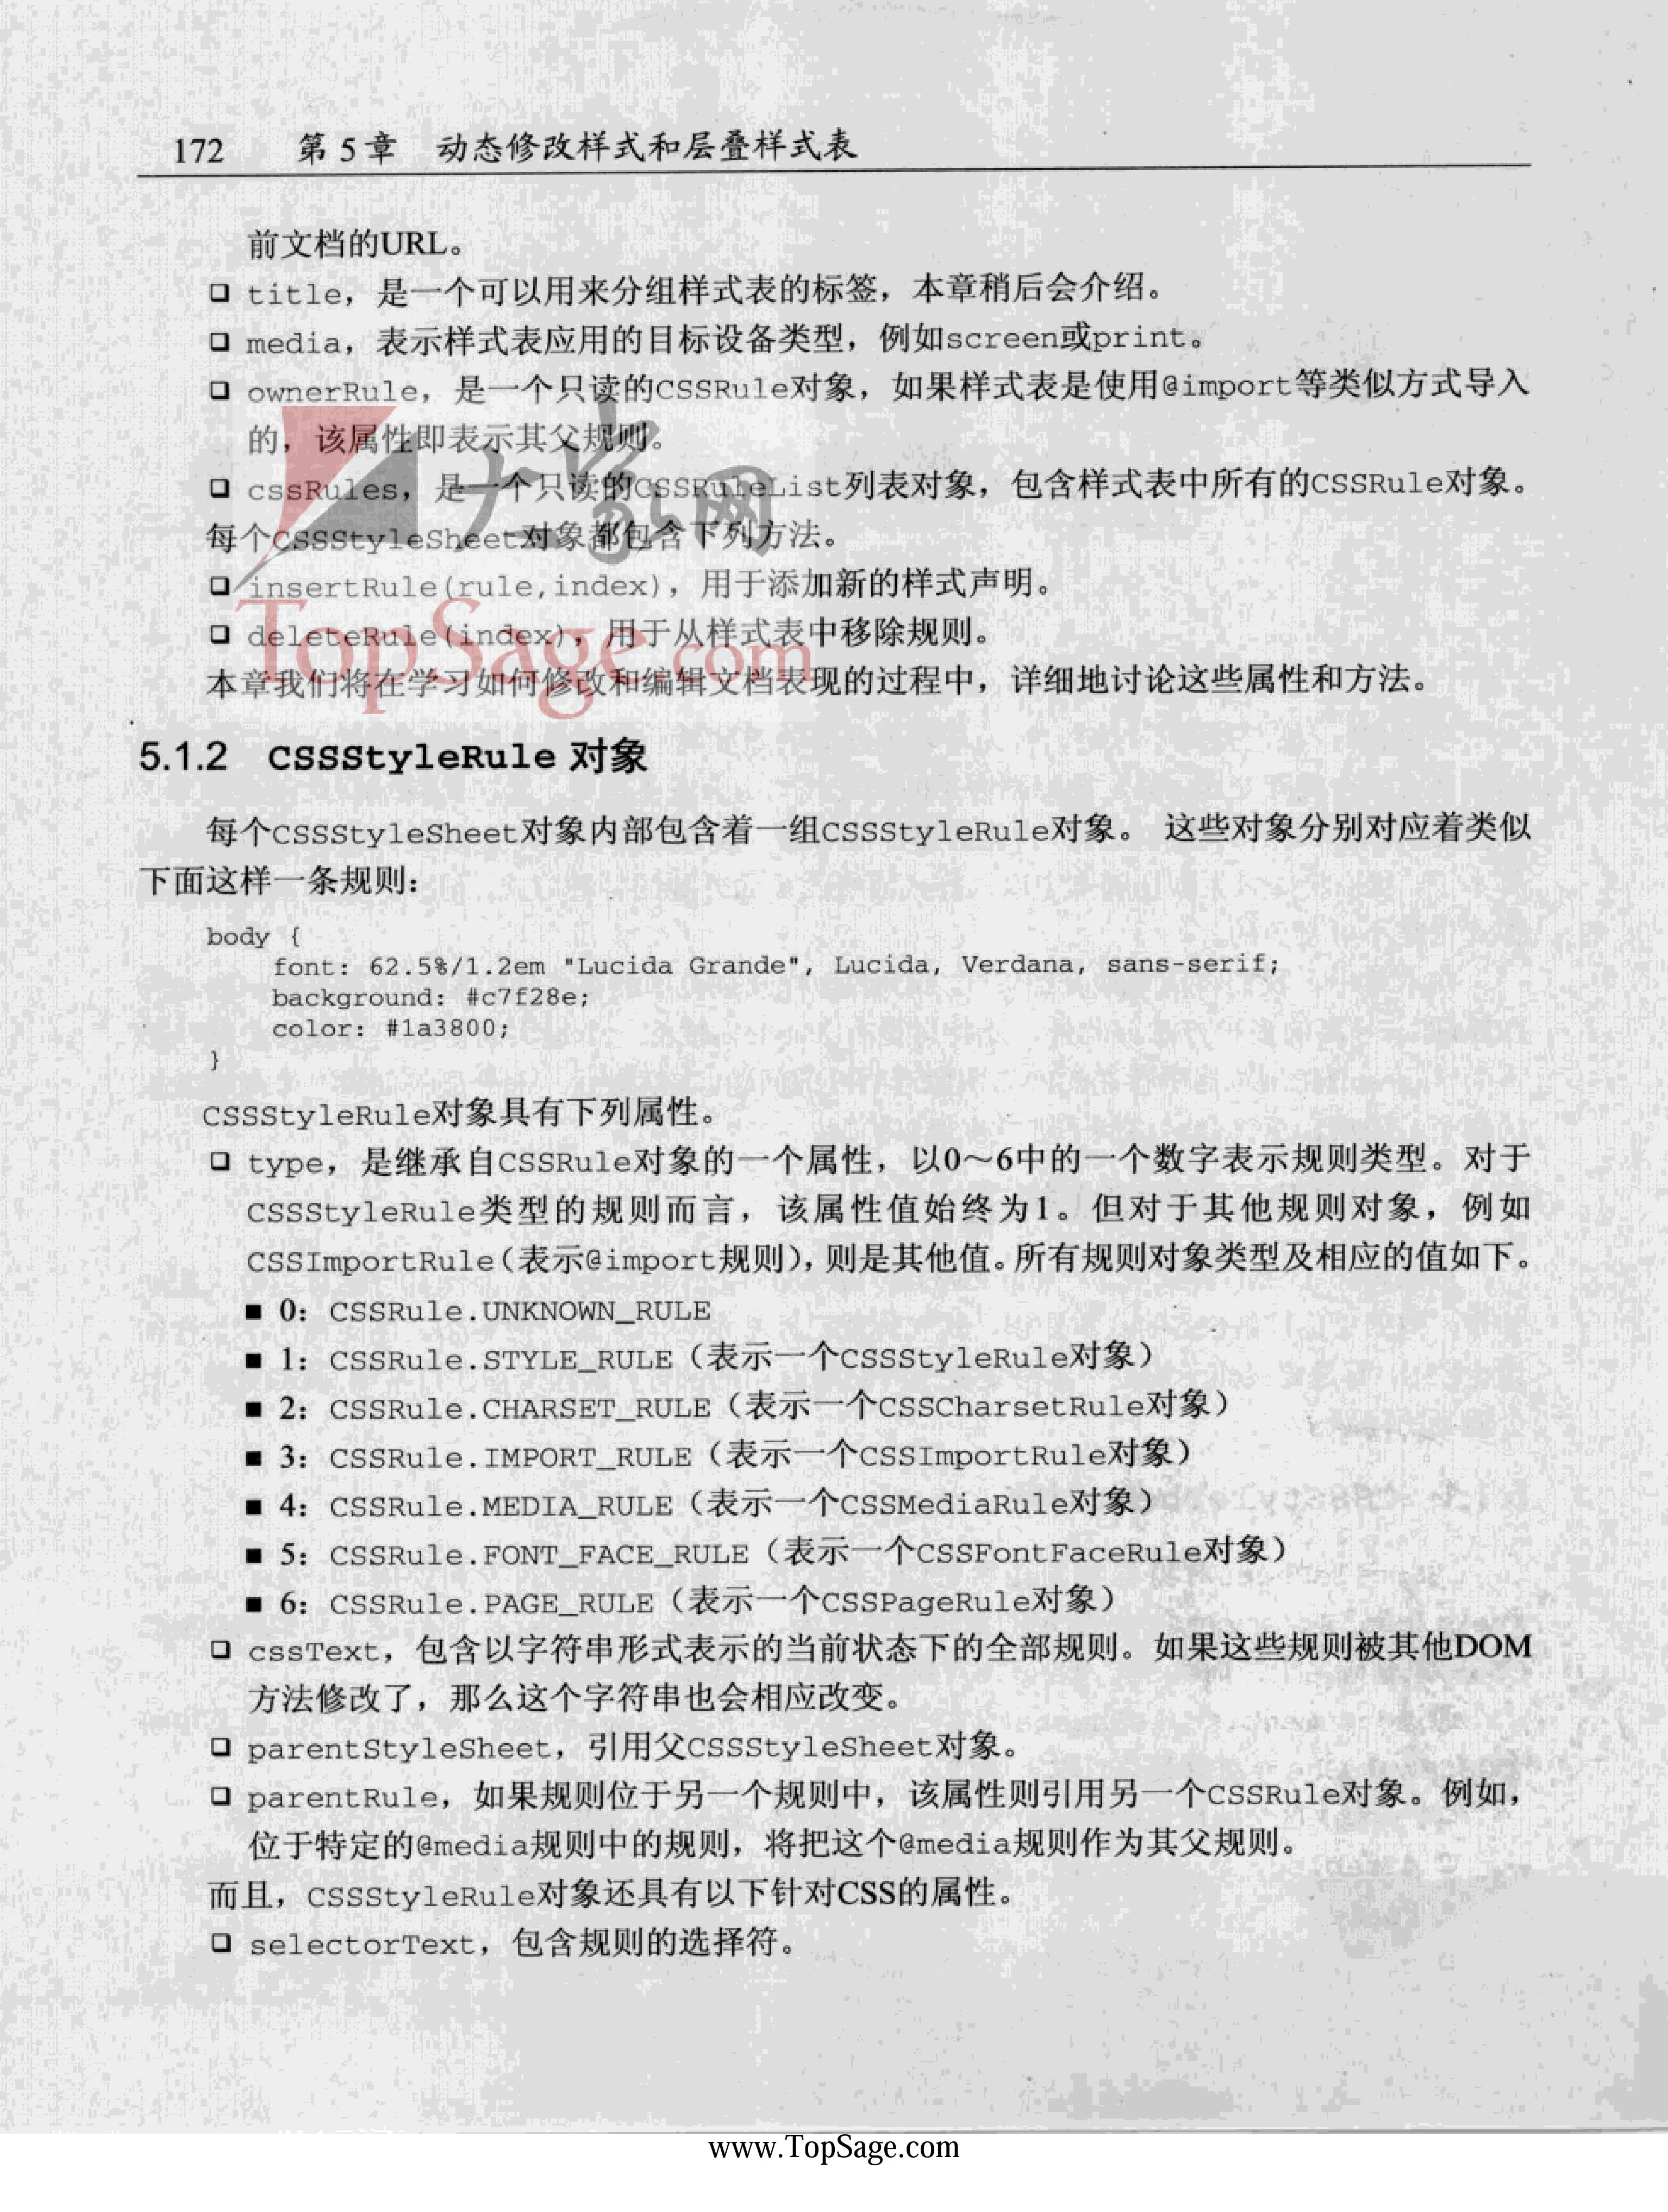 172 第 5 章 动态修改样式和层叠样式表
前文档的URL。
❑ title，是一个可以用来分组样式表的标签，本章稍后会介绍。
❑ media，表示样式表应用的目标设备类型，例如screen或print。
❑ ownerRule，是一个只读的CSSRule对象，如果样式表是使用@import等类似方式导入
的，该属性即表示其父规则。
❑ cssRules，是一个只读的CSSRuleList列表对象，包含样式表中所有的CSSRule对象。
每个CSSStyleSheet对象都包含下列方法。
❑ insertRule(rule,index)，用于添加新的样式声明。
❑ deleteRule(index)，用于从样式表中移除规则。
本章我们将在学习如何修改和编辑文档表现的过程中，详细地讨论这些属性和方法。
大家网
TopSage.com
5.1.2 CSSStyleRule 对象
每个CSSStyleSheet对象内部包含着一组CSSStyleRule对象。 这些对象分别对应着类似
下面这样一条规则：
body {
    font: 62.5%/1.2em "Lucida Grande", Lucida, Verdana, sans-serif;
    background: #c7f28e;
    color: #1a3800;
}
CSSStyleRule对象具有下列属性。
❑ type，是继承自CSSRule对象的一个属性，以0～6中的一个数字表示规则类型。对于
CSSStyleRule类型的规则而言，该属性值始终为1。但对于其他规则对象，例如
CSSImportRule(表示@import规则)，则是其他值。所有规则对象类型及相应的值如下。
■ 0：CSSRule.UNKNOWN_RULE
■ 1：CSSRule.STYLE_RULE（表示一个CSSStyleRule对象）
■ 2：CSSRule.CHARSET_RULE（表示一个CSSCharsetRule对象）
■ 3：CSSRule.IMPORT_RULE（表示一个CSSImportRule对象）
■ 4：CSSRule.MEDIA_RULE（表示一个CSSMediaRule对象）
■ 5：CSSRule.FONT_FACE_RULE（表示一个CSSFontFaceRule对象）
■ 6：CSSRule.PAGE_RULE（表示一个CSSPageRule对象）
❑ cssText，包含以字符串形式表示的当前状态下的全部规则。如果这些规则被其他DOM
方法修改了，那么这个字符串也会相应改变。
❑ parentStyleSheet，引用父CSSStyleSheet对象。
❑ parentRule，如果规则位于另一个规则中，该属性则引用另一个CSSRule对象。例如，
位于特定的@media规则中的规则，将把这个@media规则作为其父规则。
而且，CSSStyleRule对象还具有以下针对CSS的属性。
❑ selectorText，包含规则的选择符。
www.TopSage.com